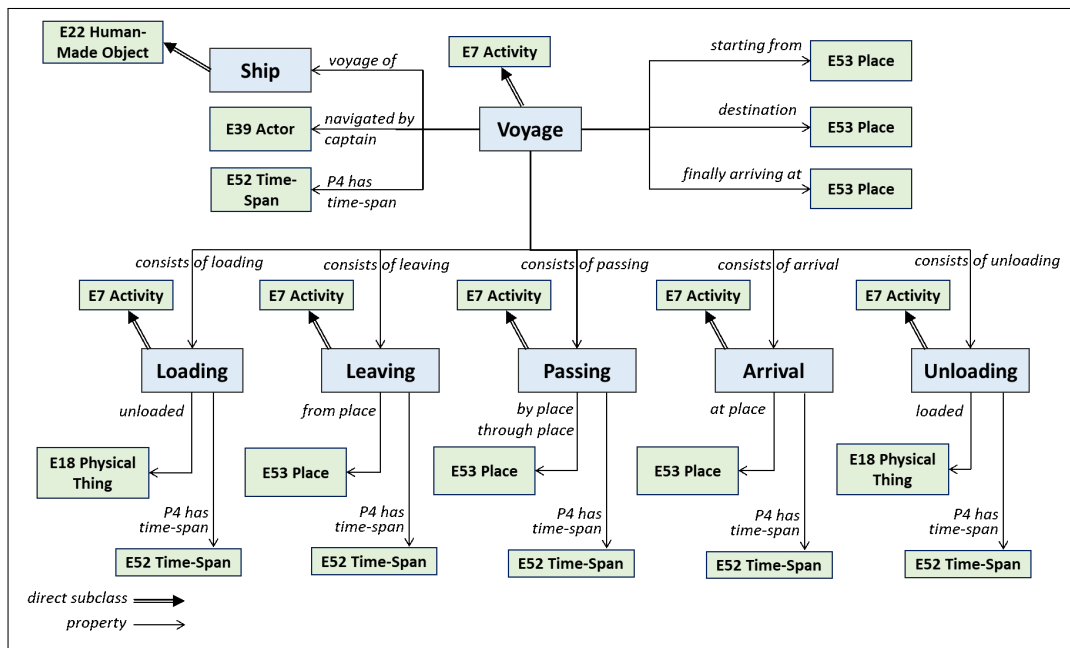 E22 Human-
Made Object
Ship
voyage of
E7 Activity
starting from
E53 Place
E39 Actor
navigated by
captain
Voyage
destination
E53 Place
E52 Time-
Span
P4 has
time-span
finally arriving at
E53 Place
consists of loading
consists of leaving
consists of passing
consists of arrival
consists of unloading
E7 Activity
E7 Activity
E7 Activity
E7 Activity
E7 Activity
Loading
Leaving
Passing
Arrival
Unloading
unloaded
from place
by place
through place
at place
loaded
E18 Physical
Thing
E53 Place
E53 Place
E53 Place
E18 Physical
Thing
P4 has
time-span
P4 has
time-span
P4 has
time-span
P4 has
time-span
P4 has
time-span
E52 Time-Span
E52 Time-Span
E52 Time-Span
E52 Time-Span
E52 Time-Span
direct subclass
property